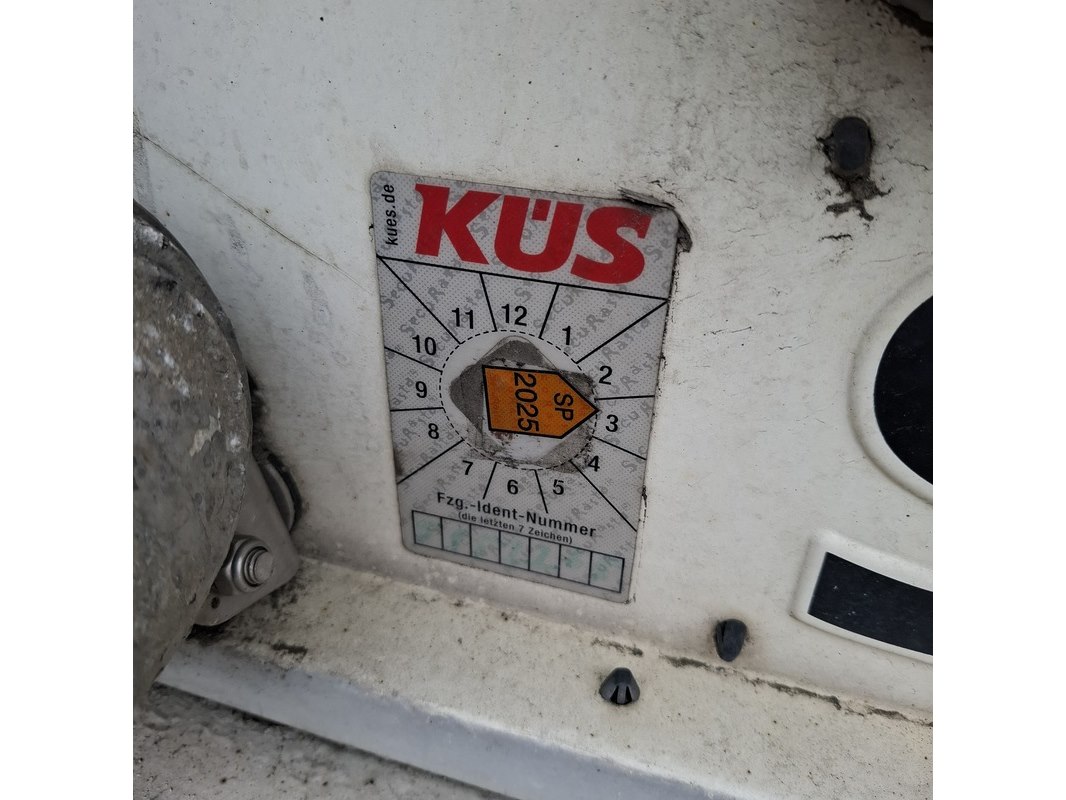 kues.de
KÜS
12
1
2
3
4
5
6
7
8
9
10
11
SP
2025
Fzg.-Ident-Nummer
(die letzten 7 Zeichen)